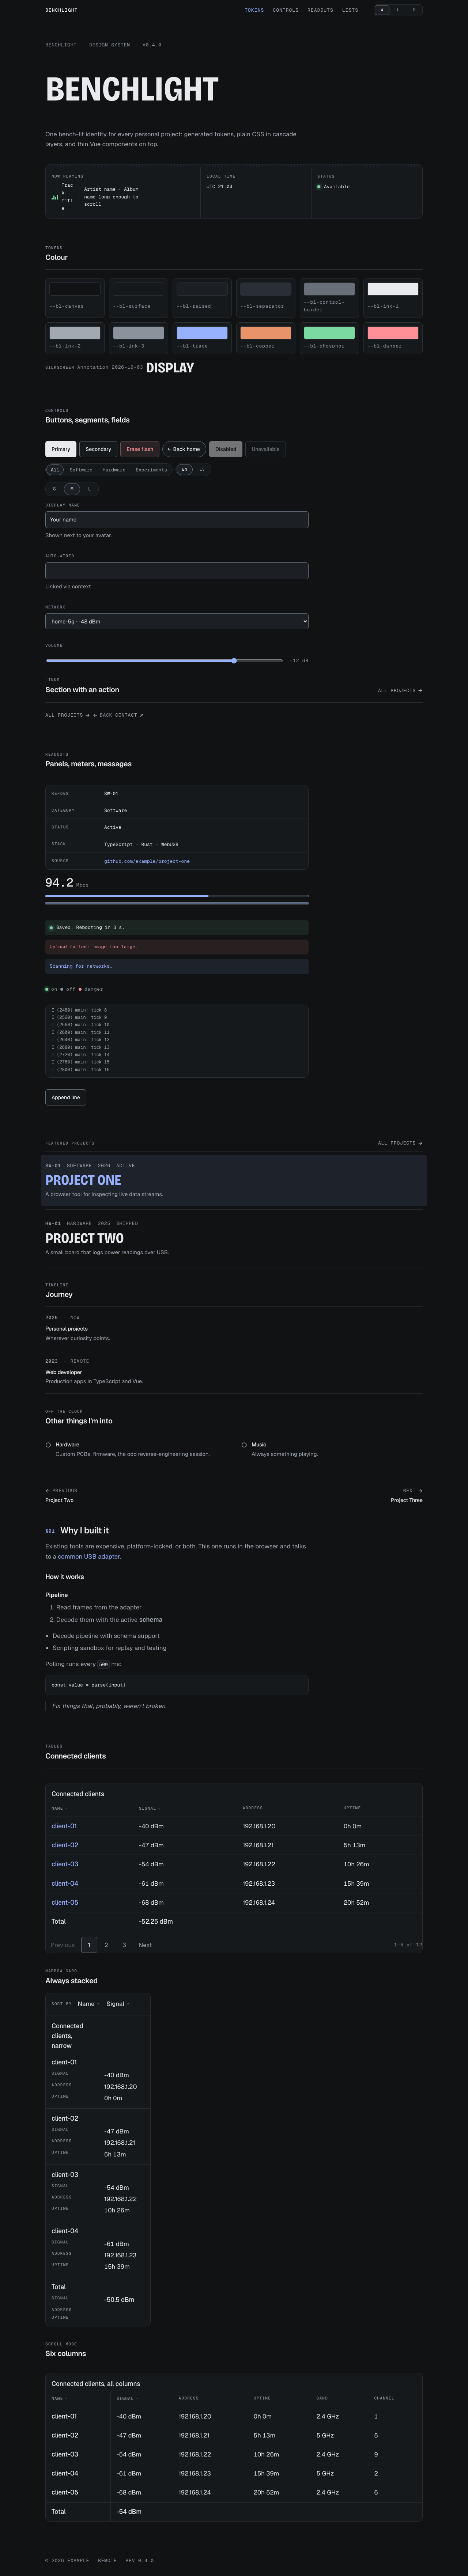 BENCHLIGHT
TOKENS CONTROLS READOUTS LISTS A L D
BENCHLIGHT DESIGN SYSTEM V0.4.0
BENCHLIGHT
One bench-lit identity for every personal project: generated tokens, plain CSS in cascade
layers, and thin Vue components on top.
NOW PLAYING
Trac
k
titl
e
Artist name · Album
name long enough to
scroll
LOCAL TIME
UTC 21:04
STATUS
Available
TOKENS
Colour
--bl-canvas --bl-surface --bl-raised --bl-separator --bl-control-
border --bl-ink-1
--bl-ink-2 --bl-ink-3 --bl-trace --bl-copper --bl-phosphor --bl-danger
SILKSCREEN Annotation 2026-10-03 DISPLAY
CONTROLS
Buttons, segments, fields
Primary Secondary Erase flash ← Back home Disabled Unavailable
All Software Hardware Experiments EN LV
S M L
DISPLAY NAME
Your name
Shown next to your avatar.
AUTO-WIRED
Linked via context
NETWORK
home-5g · -48 dBm
VOLUME
-12 dB
LINKS
Section with an action
ALL PROJECTS →
ALL PROJECTS → ← BACK CONTACT ↗
READOUTS
Panels, meters, messages
REFDES SW-01
CATEGORY Software
STATUS Active
STACK TypeScript · Rust · WebUSB
SOURCE github.com/example/project-one
94.2 Mbps
Saved. Rebooting in 3 s.
Upload failed: image too large.
Scanning for networks…
on off danger
I (2480) main: tick 8
I (2520) main: tick 9
I (2560) main: tick 10
I (2600) main: tick 11
I (2640) main: tick 12
I (2680) main: tick 13
I (2720) main: tick 14
I (2760) main: tick 15
I (2800) main: tick 16
Append line
FEATURED PROJECTS
ALL PROJECTS →
SW-01 SOFTWARE 2026 ACTIVE
PROJECT ONE
A browser tool for inspecting live data streams.
HW-01 HARDWARE 2025 SHIPPED
PROJECT TWO
A small board that logs power readings over USB.
TIMELINE
Journey
2025 NOW
Personal projects
Wherever curiosity points.
2023 REMOTE
Web developer
Production apps in TypeScript and Vue.
OFF THE CLOCK
Other things I'm into
Hardware
Custom PCBs, firmware, the odd reverse-engineering session.
Music
Always something playing.
← PREVIOUS
Project Two
NEXT →
Project Three
S01 Why I built it
Existing tools are expensive, platform-locked, or both. This one runs in the browser and talks
to a common USB adapter.
How it works
Pipeline
1. Read frames from the adapter
2. Decode them with the active schema
• Decode pipeline with schema support
• Scripting sandbox for replay and testing
Polling runs every 500 ms:
const value = parse(input)
Fix things that, probably, weren't broken.
TABLES
Connected clients
Connected clients
NAME SIGNAL ADDRESS UPTIME
client-01 -40 dBm 192.168.1.20 0h 0m
client-02 -47 dBm 192.168.1.21 5h 13m
client-03 -54 dBm 192.168.1.22 10h 26m
client-04 -61 dBm 192.168.1.23 15h 39m
client-05 -68 dBm 192.168.1.24 20h 52m
Total -52.25 dBm
Previous 1 2 3 Next
1–5 of 12
NARROW CARD
Always stacked
SORT BY Name Signal
Connected
clients,
narrow
client-01
SIGNAL -40 dBm
ADDRESS 192.168.1.20
UPTIME 0h 0m
client-02
SIGNAL -47 dBm
ADDRESS 192.168.1.21
UPTIME 5h 13m
client-03
SIGNAL -54 dBm
ADDRESS 192.168.1.22
UPTIME 10h 26m
client-04
SIGNAL -61 dBm
ADDRESS 192.168.1.23
UPTIME 15h 39m
Total
SIGNAL -50.5 dBm
ADDRESS
UPTIME
SCROLL MODE
Six columns
Connected clients, all columns
NAME SIGNAL ADDRESS UPTIME BAND CHANNEL
client-01 -40 dBm 192.168.1.20 0h 0m 2.4 GHz 1
client-02 -47 dBm 192.168.1.21 5h 13m 5 GHz 5
client-03 -54 dBm 192.168.1.22 10h 26m 2.4 GHz 9
client-04 -61 dBm 192.168.1.23 15h 39m 5 GHz 2
client-05 -68 dBm 192.168.1.24 20h 52m 2.4 GHz 6
Total -54 dBm
© 2026 EXAMPLE REMOTE REV 0.4.0